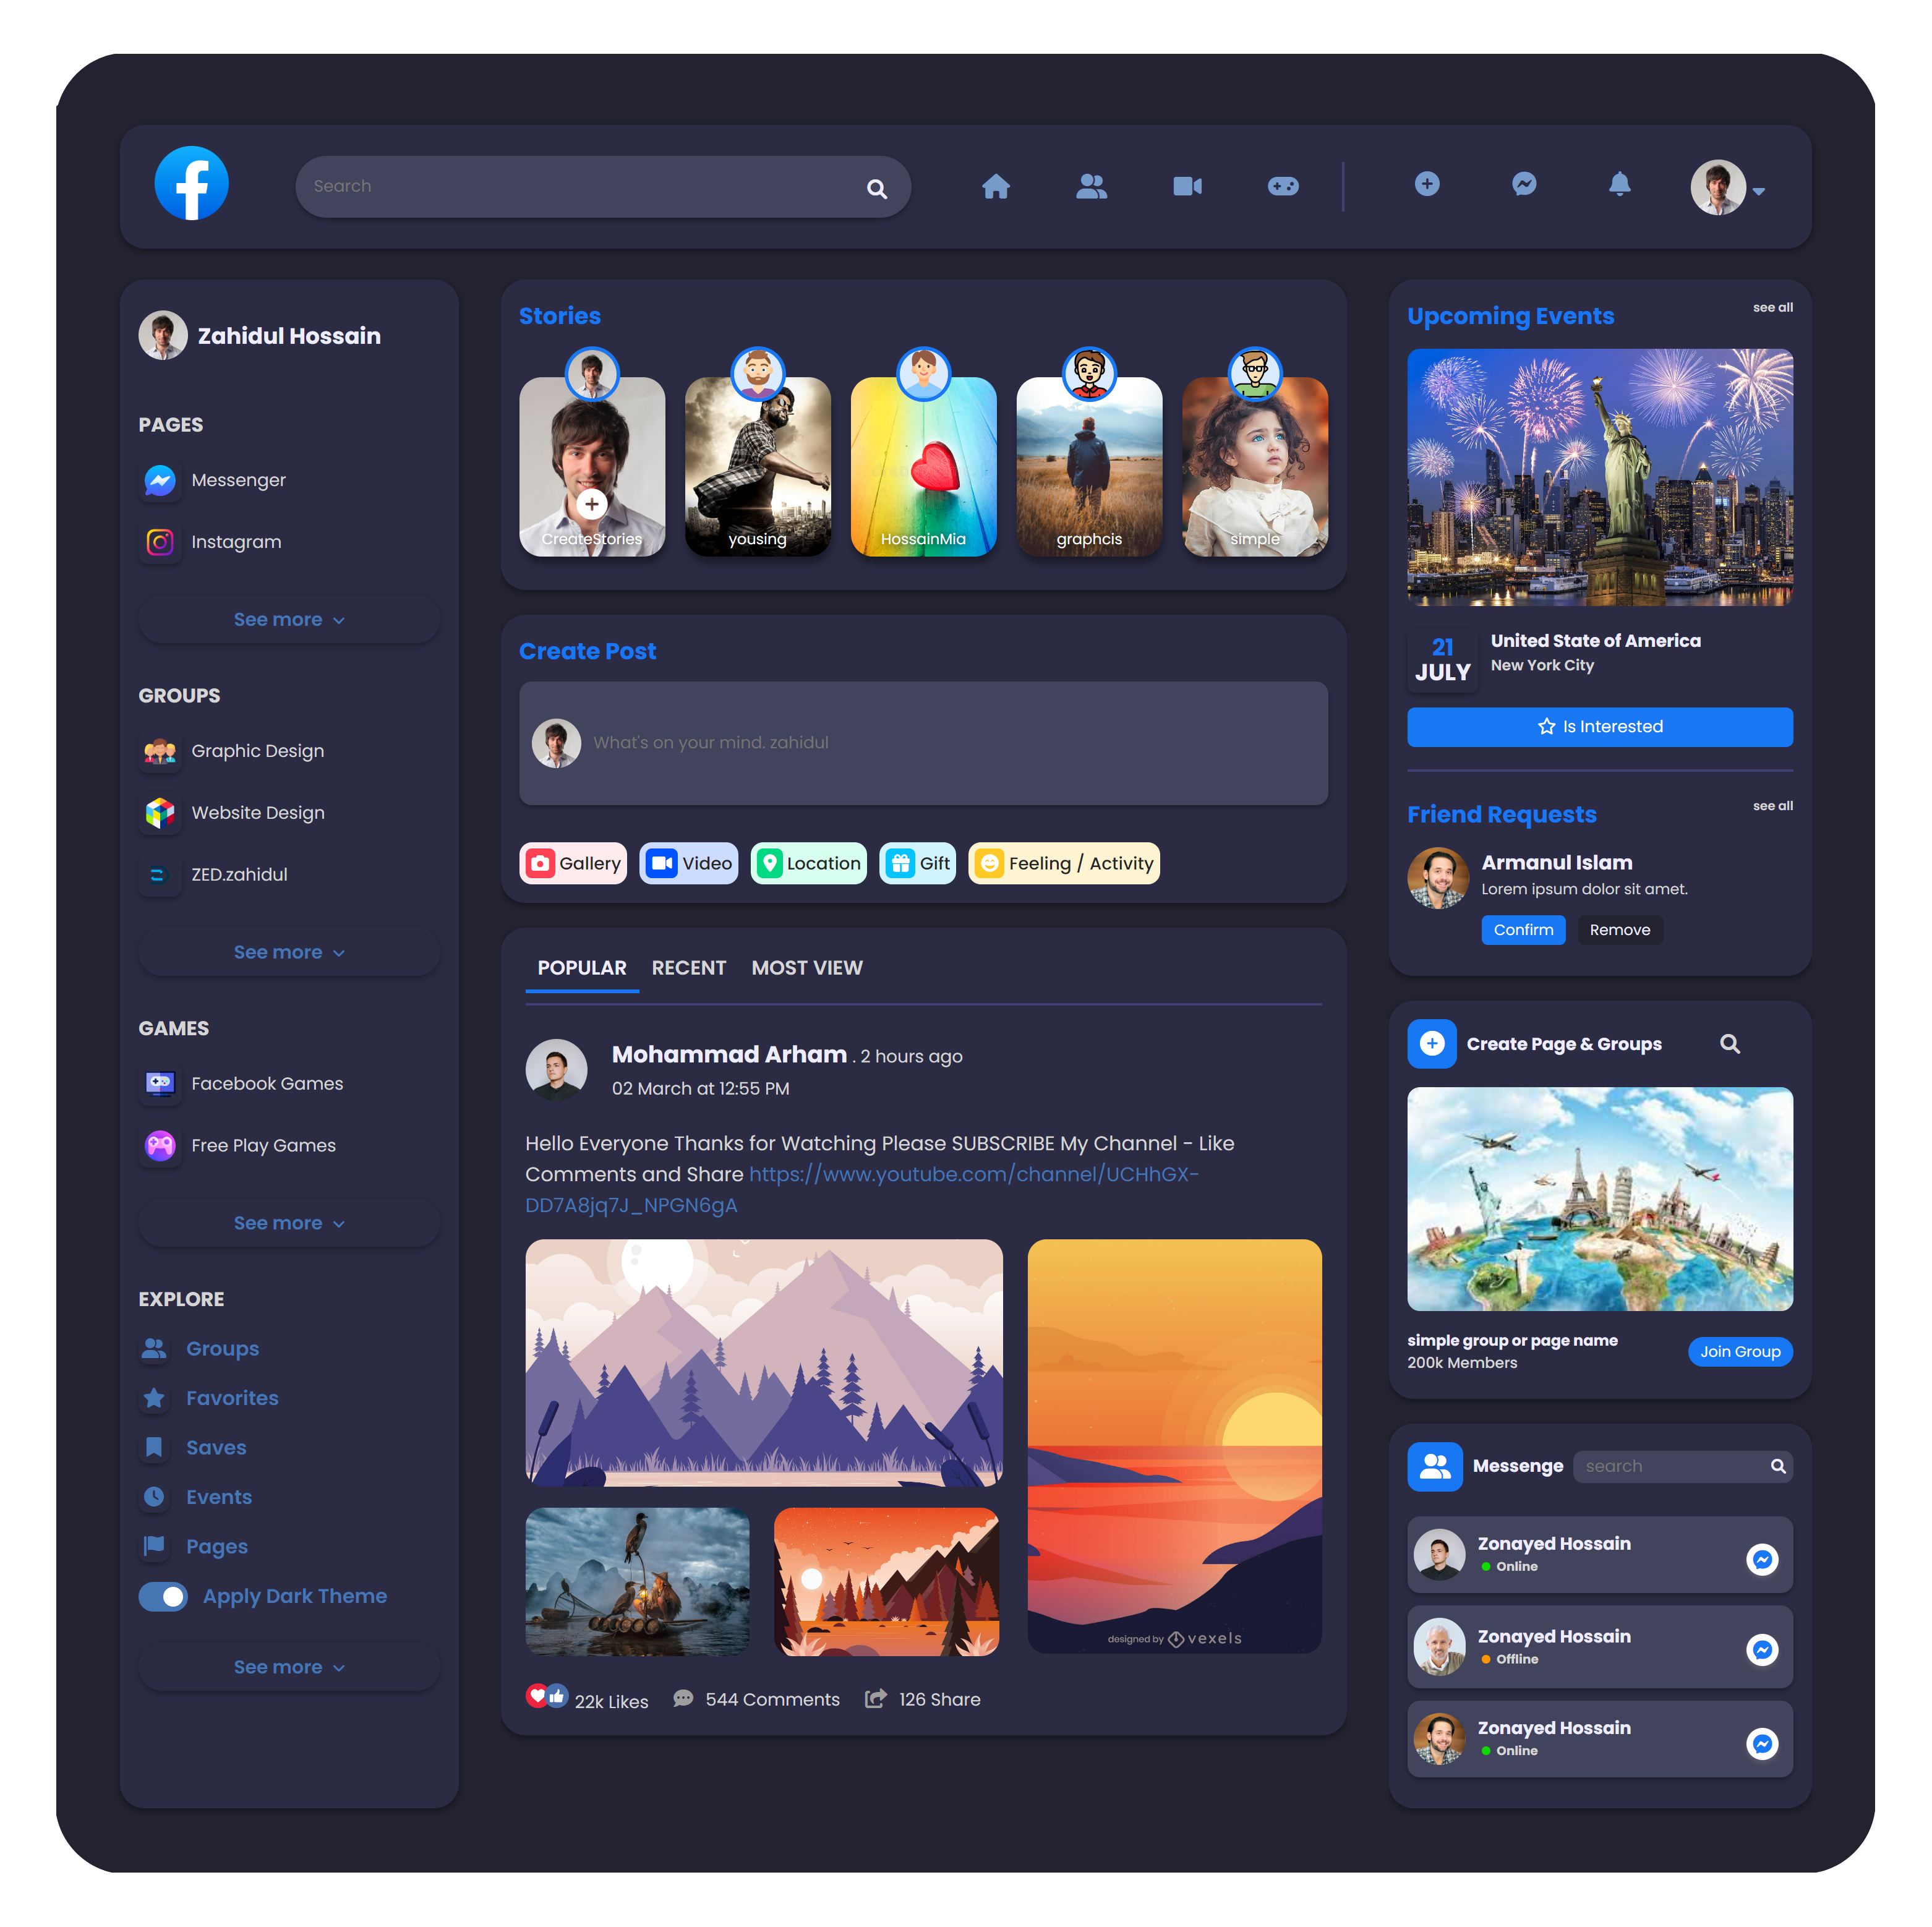 Search
Zahidul Hossain
PAGES
Messenger
Instagram
See more
GROUPS
Graphic Design
Website Design
ZED.zahidul
See more
GAMES
Facebook Games
Free Play Games
See more
EXPLORE
Groups
Favorites
Saves
Events
Pages
Apply Dark Theme
See more
Stories
CreateStories
yousing
HossainMia
graphcis
simple
Create Post
What's on your mind. zahidul
Gallery
Video
Location
Gift
Feeling / Activity
POPULAR RECENT MOST VIEW
Mohammad Arham . 2 hours ago
02 March at 12:55 PM
Hello Everyone Thanks for Watching Please SUBSCRIBE My Channel - Like
Comments and Share https://www.youtube.com/channel/UCHhGX-
DD7A8jq7J_NPGN6gA
designed by vexels
22k Likes 544 Comments 126 Share
Upcoming Events
see all
21
JULY
United State of America
New York City
Is Interested
Friend Requests
see all
Armanul Islam
Lorem ipsum dolor sit amet.
Confirm
Remove
Create Page & Groups
simple group or page name
200k Members
Join Group
Messenge
search
Zonayed Hossain
Online
Zonayed Hossain
Offline
Zonayed Hossain
Online